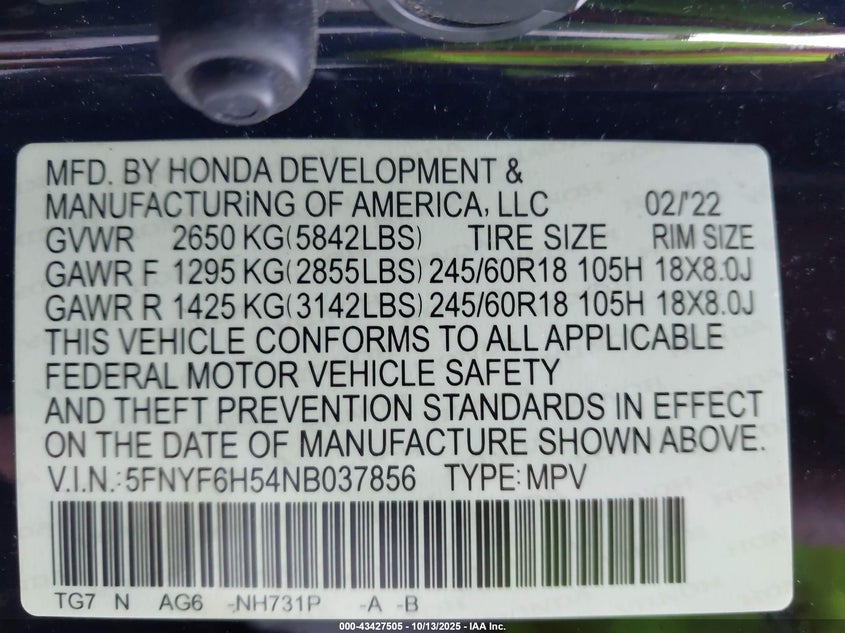 MFD. BY HONDA DEVELOPMENT &
MANUFACTURiNG OF AMERICA, LLC 02/'22
GVWR 2650 KG(5842LBS) TIRE SIZE RIM SIZE
GAWR F 1295 KG(2855LBS) 245/60R18 105H 18X8.0J
GAWR R 1425 KG(3142LBS) 245/60R18 105H 18X8.0J
THIS VEHICLE CONFORMS TO ALL APPLICABLE
FEDERAL MOTOR VEHICLE SAFETY
AND THEFT PREVENTION STANDARDS IN EFFECT
ON THE DATE OF MANUFACTURE SHOWN ABOVE.
V.I.N.: 5FNYF6H54NB037856 TYPE: MPV
TG7 N AG6 -NH731P -A -B
000-43427505 - 10/13/2025 - IAA Inc.